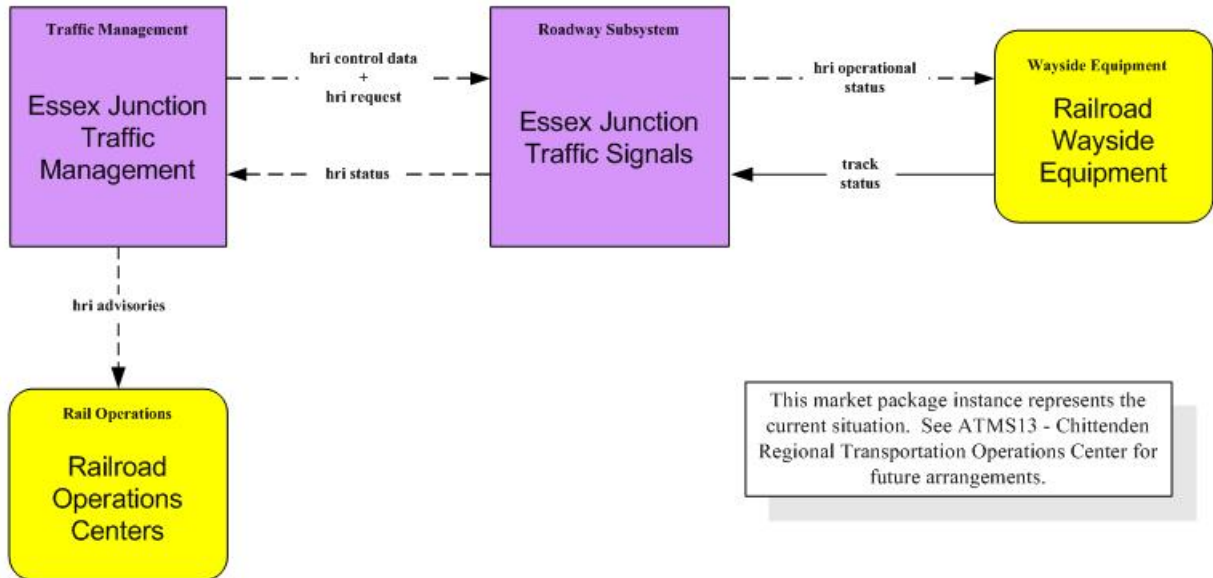 Traffic Management
Essex Junction
Traffic
Management
hri control data
+
hri request
hri status
Roadway Subsystem
Essex Junction
Traffic Signals
hri operational
status
track
status
Wayside Equipment
Railroad
Wayside
Equipment
hri advisories
Rail Operations
Railroad
Operations
Centers
This market package instance represents the
current situation.  See ATMS13 - Chittenden
Regional Transportation Operations Center for
future arrangements.